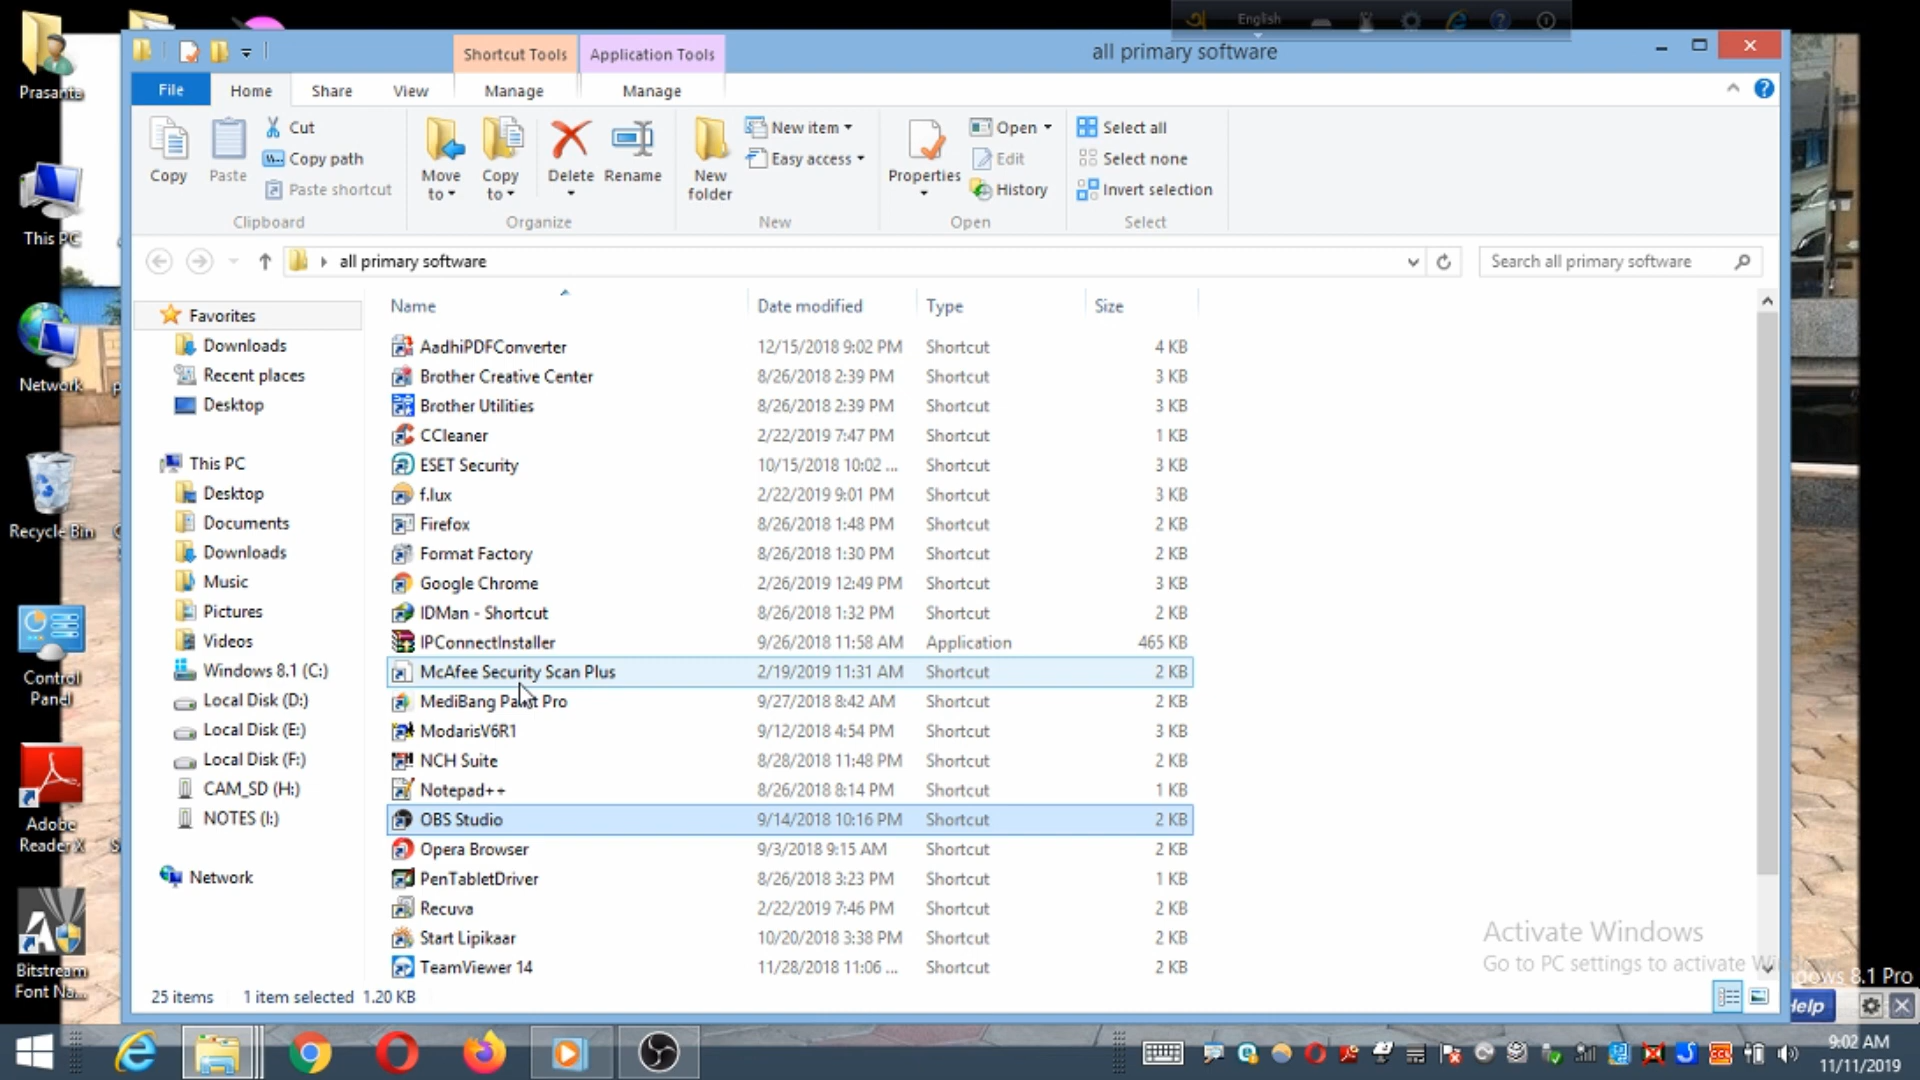 English
Shortcut Tools
Application Tools
all primary software
File
Home
Share
View
Manage
Manage
Copy
Paste
Cut
Copy path
Paste shortcut
Clipboard
Move to
Copy to
Delete
Rename
Organize
New folder
New item
Easy access
New
Properties
Open
Edit
History
Open
Select all
Select none
Invert selection
Select
all primary software
Search all primary software
Favorites
Downloads
Recent places
Desktop
This PC
Desktop
Documents
Downloads
Music
Pictures
Videos
Windows 8.1 (C:)
Local Disk (D:)
Local Disk (E:)
Local Disk (F:)
CAM_SD (H:)
NOTES (I:)
Network
Name Date modified Type Size
AadhiPDFConverter 12/15/2018 9:02 PM Shortcut 4 KB
Brother Creative Center 8/26/2018 2:39 PM Shortcut 3 KB
Brother Utilities 8/26/2018 2:39 PM Shortcut 3 KB
CCleaner 2/22/2019 7:47 PM Shortcut 1 KB
ESET Security 10/15/2018 10:02 ... Shortcut 3 KB
f.lux 2/22/2019 9:01 PM Shortcut 3 KB
Firefox 8/26/2018 1:48 PM Shortcut 2 KB
Format Factory 8/26/2018 1:30 PM Shortcut 2 KB
Google Chrome 2/26/2019 12:49 PM Shortcut 3 KB
IDMan - Shortcut 8/26/2018 1:32 PM Shortcut 2 KB
IPConnectInstaller 9/26/2018 11:58 AM Application 465 KB
McAfee Security Scan Plus 2/19/2019 11:31 AM Shortcut 2 KB
MediBang Paint Pro 9/27/2018 8:42 AM Shortcut 2 KB
ModarisV6R1 9/12/2018 4:54 PM Shortcut 3 KB
NCH Suite 8/28/2018 11:48 PM Shortcut 2 KB
Notepad++ 8/26/2018 8:14 PM Shortcut 1 KB
OBS Studio 9/14/2018 10:16 PM Shortcut 2 KB
Opera Browser 9/3/2018 9:15 AM Shortcut 2 KB
PenTabletDriver 8/26/2018 3:23 PM Shortcut 1 KB
Recuva 2/22/2019 7:46 PM Shortcut 2 KB
Start Lipikaar 10/20/2018 3:38 PM Shortcut 2 KB
TeamViewer 14 11/28/2018 11:06 ... Shortcut 2 KB
25 items 1 item selected 1.20 KB
Activate Windows
Go to PC settings to activate
8.1 Pro
Help
Prasanta
This PC
Network
Recycle Bin
Control
Panel
Adobe
Reader X
Bitstream
Font Na...
9:02 AM
11/11/2019